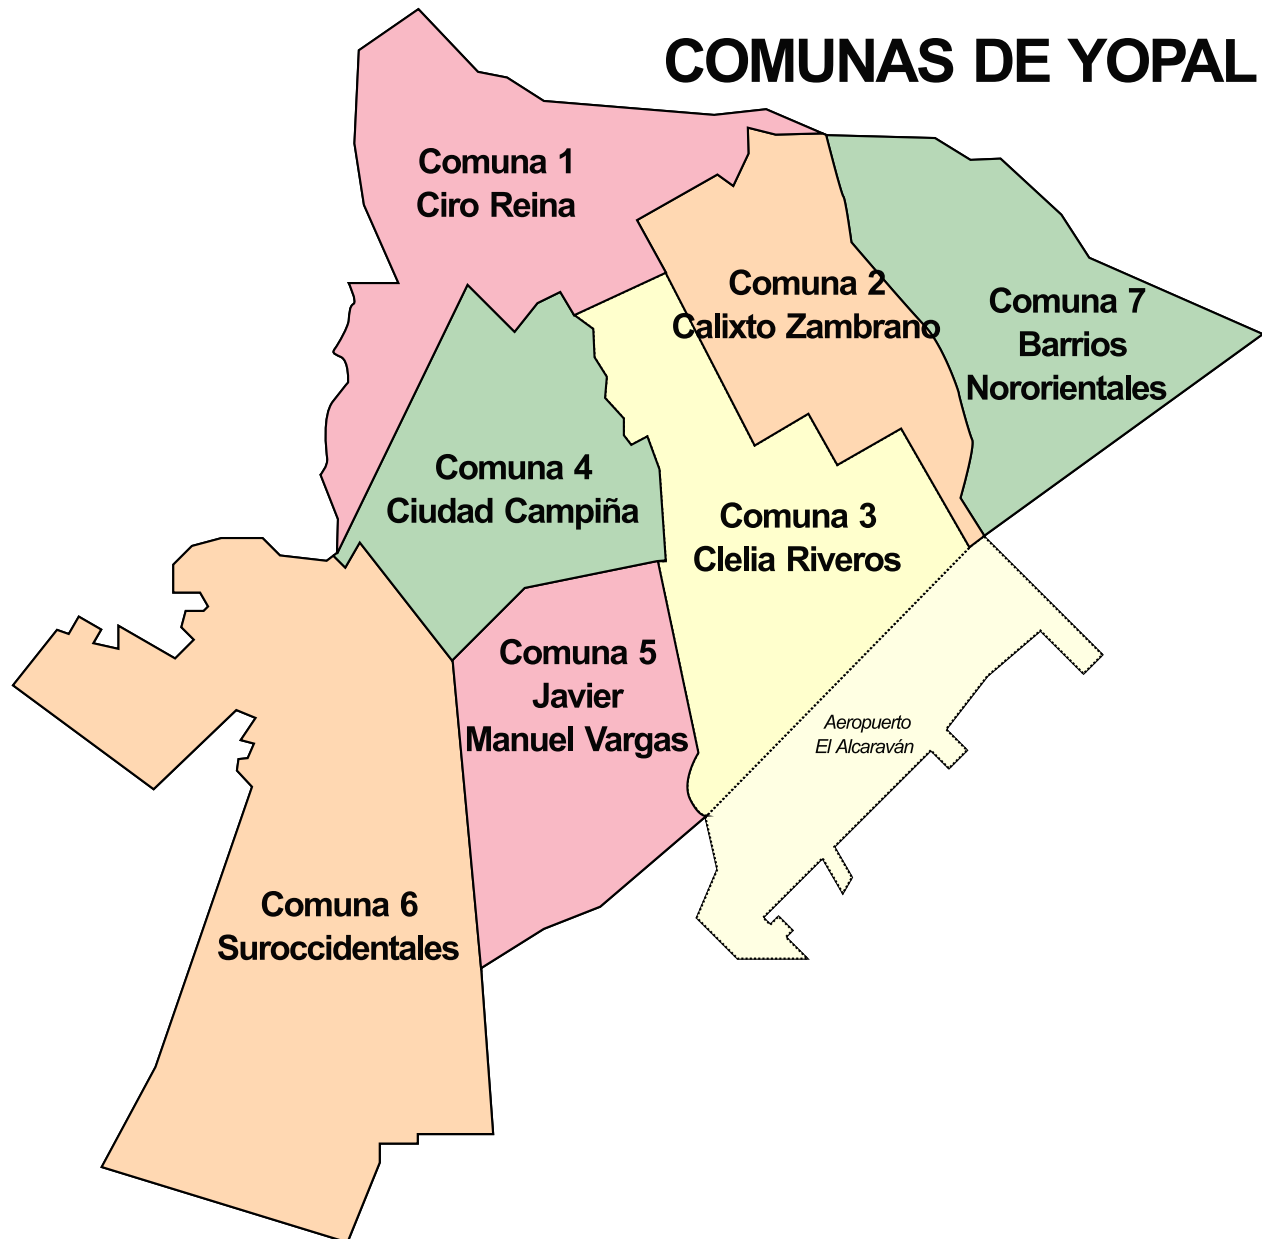 COMUNAS DE YOPAL
Comuna 1
Ciro Reina
Comuna 2
Calixto Zambrano
Comuna 7
Barrios
Nororientales
Comuna 4
Ciudad Campiña
Comuna 3
Clelia Riveros
Comuna 5
Javier
Manuel Vargas
Aeropuerto
El Alcaraván
Comuna 6
Suroccidentales